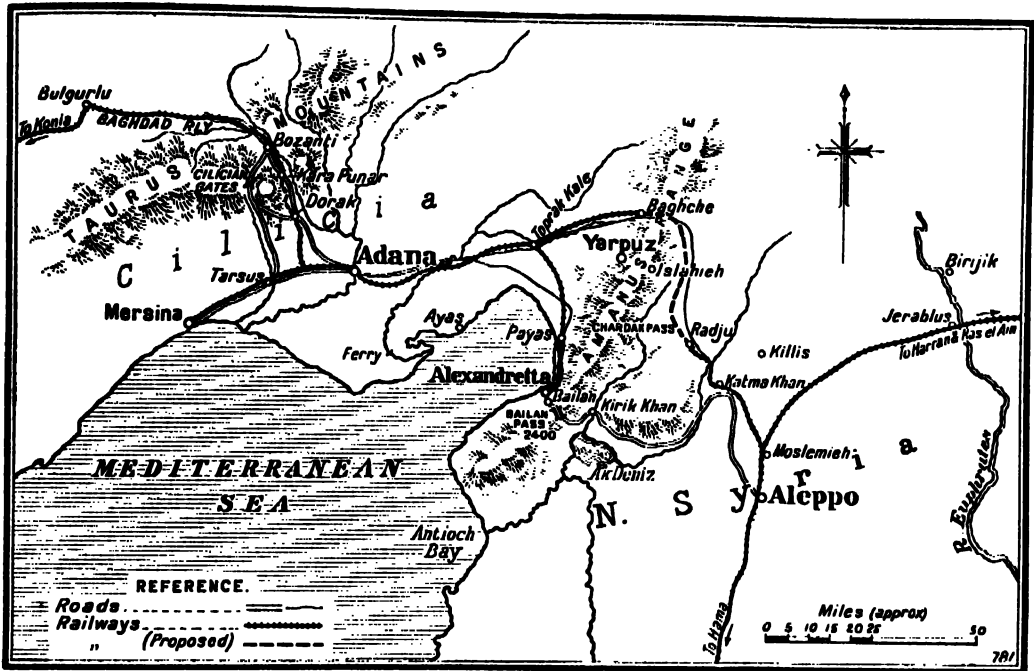 Bulgurlu
To Konia
BAGHDAD RLY
MOUNTAINS
Bozanti
TAURUS
CILICIAN
GATES
Kara Punar
Dorak
Cilicia
Tarsus
Adana
Mersina
Toprak Kale
Baghche
AMANUS RANGE
Yarpuz
Islahieh
CHARDAK PASS
Radju
Ayas
Ferry
Payas
Alexandretta
Bailan
BAILAN
PASS
2400
Kirik Khan
Killis
Katma Khan
Ak Deniz
Birijik
Jerablus
To Harran & Ras el Ain
Moslemieh
Aleppo
N. Syria
R. Euphrates
MEDITERRANEAN
SEA
Antioch
Bay
To Hama
REFERENCE.
Roads
Railways
" (Proposed)
Miles (approx)
0 5 10 15 20 25 50
781